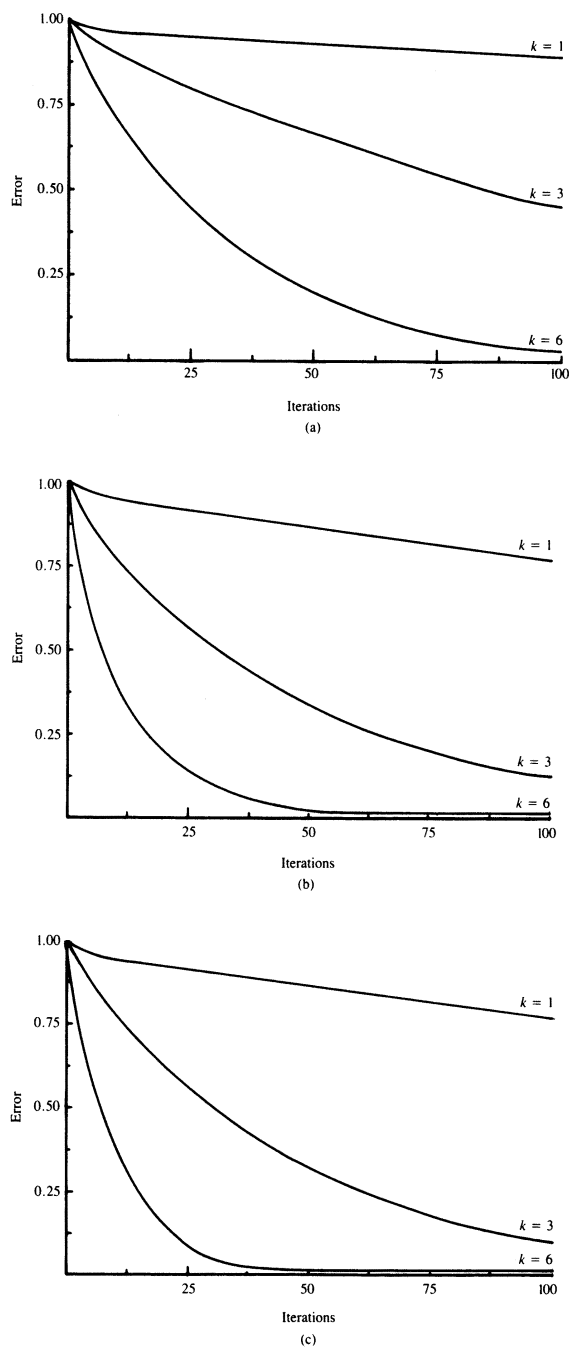 1.00
k = 1
0.75
Error
0.50
k = 3
0.25
k = 6
25
50
75
100
Iterations
(a)
1.00
k = 1
0.75
Error
0.50
0.25
k = 3
k = 6
25
50
75
100
Iterations
(b)
1.00
k = 1
0.75
Error
0.50
0.25
k = 3
k = 6
25
50
75
100
Iterations
(c)